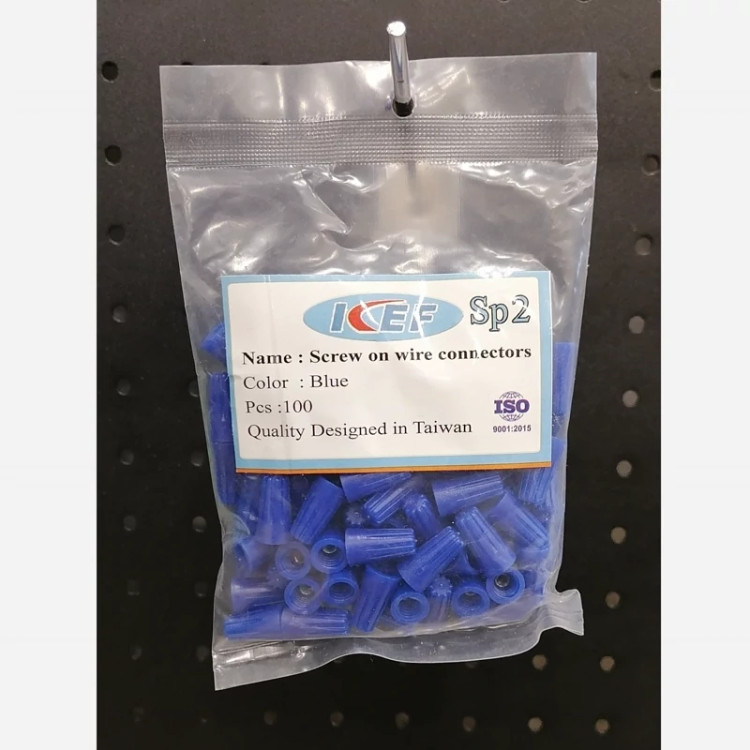 ICEF Sp2
Name : Screw on wire connectors
Color : Blue
Pcs :100
Quality Designed in Taiwan
ISO
9001:2015